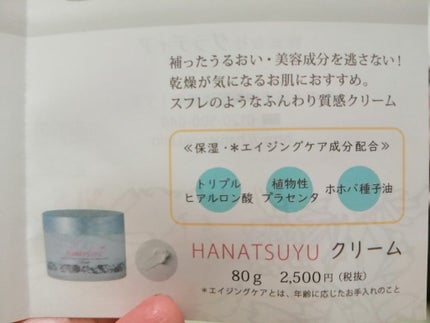 補ったうるおい・美容成分を逃さない!
乾燥が気になるお肌におすすめ。
スフレのようなふんわり質感クリーム
≪保湿・*エイジングケア成分配合≫
トリプル
ヒアルロン酸
植物性
プラセンタ
ホホバ種子油
HANATSUYU クリーム
80g 2,500円(税抜)
*エイジングケアとは、年齢に応じたお手入れのこと